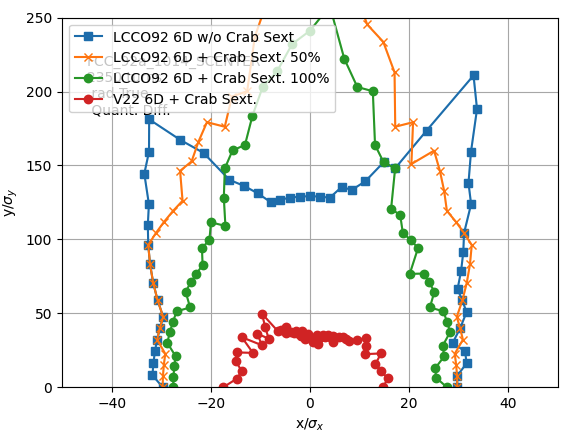 LCCO92 6D w/o Crab Sext
LCCO92 6D + Crab Sext. 50%
LCCO92 6D + Crab Sext. 100%
V22 6D + Crab Sext.
rad True
Quant. Diff.
y/σy
250
200
150
100
50
0
−40
−20
0
20
40
x/σx